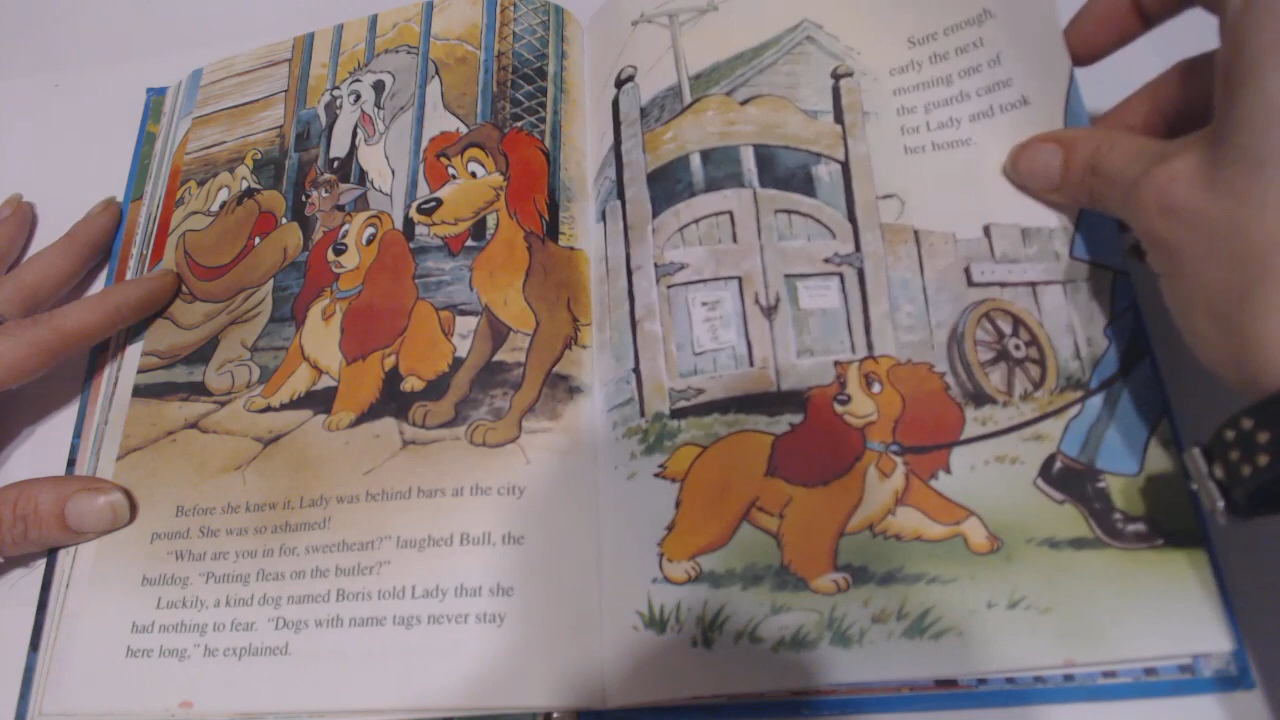 Before she knew it, Lady was behind bars at the city
pound. She was so ashamed!
“What are you in for, sweetheart?” laughed Bull, the
bulldog. “Putting fleas on the butler?”
Luckily, a kind dog named Boris told Lady that she
had nothing to fear. “Dogs with name tags never stay
here long,” he explained.
Sure enough,
early the next
morning one of
the guards came
for Lady and took
her home.